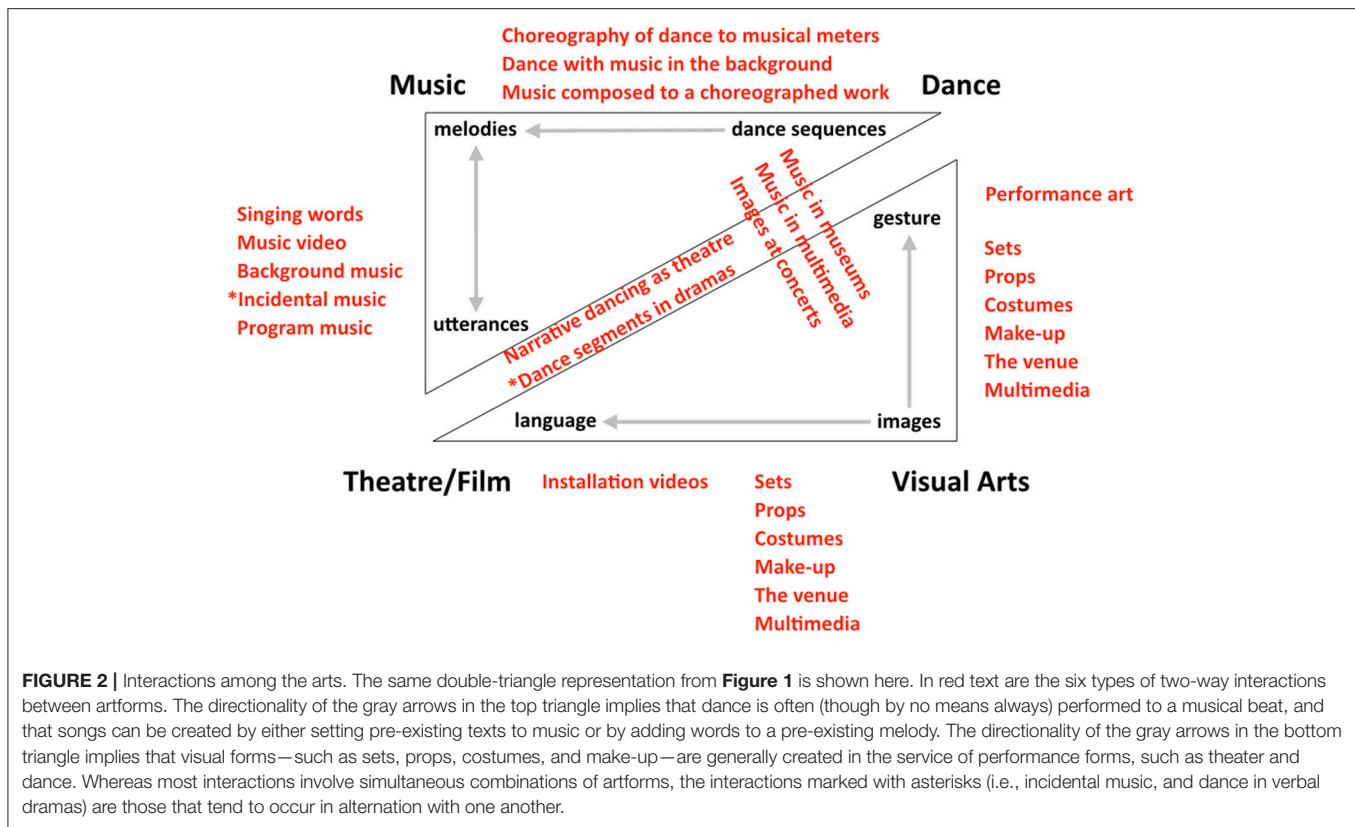 Choreography of dance to musical meters
Dance with music in the background
Music composed to a choreographed work
Music
Dance
melodies
dance sequences
Singing words
Music video
Background music
*Incidental music
Program music
utterances
Music in museums
Music in multimedia
Images at concerts
Narrative dancing as theatre
*Dance segments in dramas
gesture
Performance art
Sets
Props
Costumes
Make-up
The venue
Multimedia
language
images
Theatre/Film
Installation videos
Sets
Props
Costumes
Make-up
The venue
Multimedia
Visual Arts
FIGURE 2 | Interactions among the arts. The same double-triangle representation from Figure 1 is shown here. In red text are the six types of two-way interactions
between artforms. The directionality of the gray arrows in the top triangle implies that dance is often (though by no means always) performed to a musical beat, and
that songs can be created by either setting pre-existing texts to music or by adding words to a pre-existing melody. The directionality of the gray arrows in the bottom
triangle implies that visual forms—such as sets, props, costumes, and make-up—are generally created in the service of performance forms, such as theater and
dance. Whereas most interactions involve simultaneous combinations of artforms, the interactions marked with asterisks (i.e., incidental music, and dance in verbal
dramas) are those that tend to occur in alternation with one another.